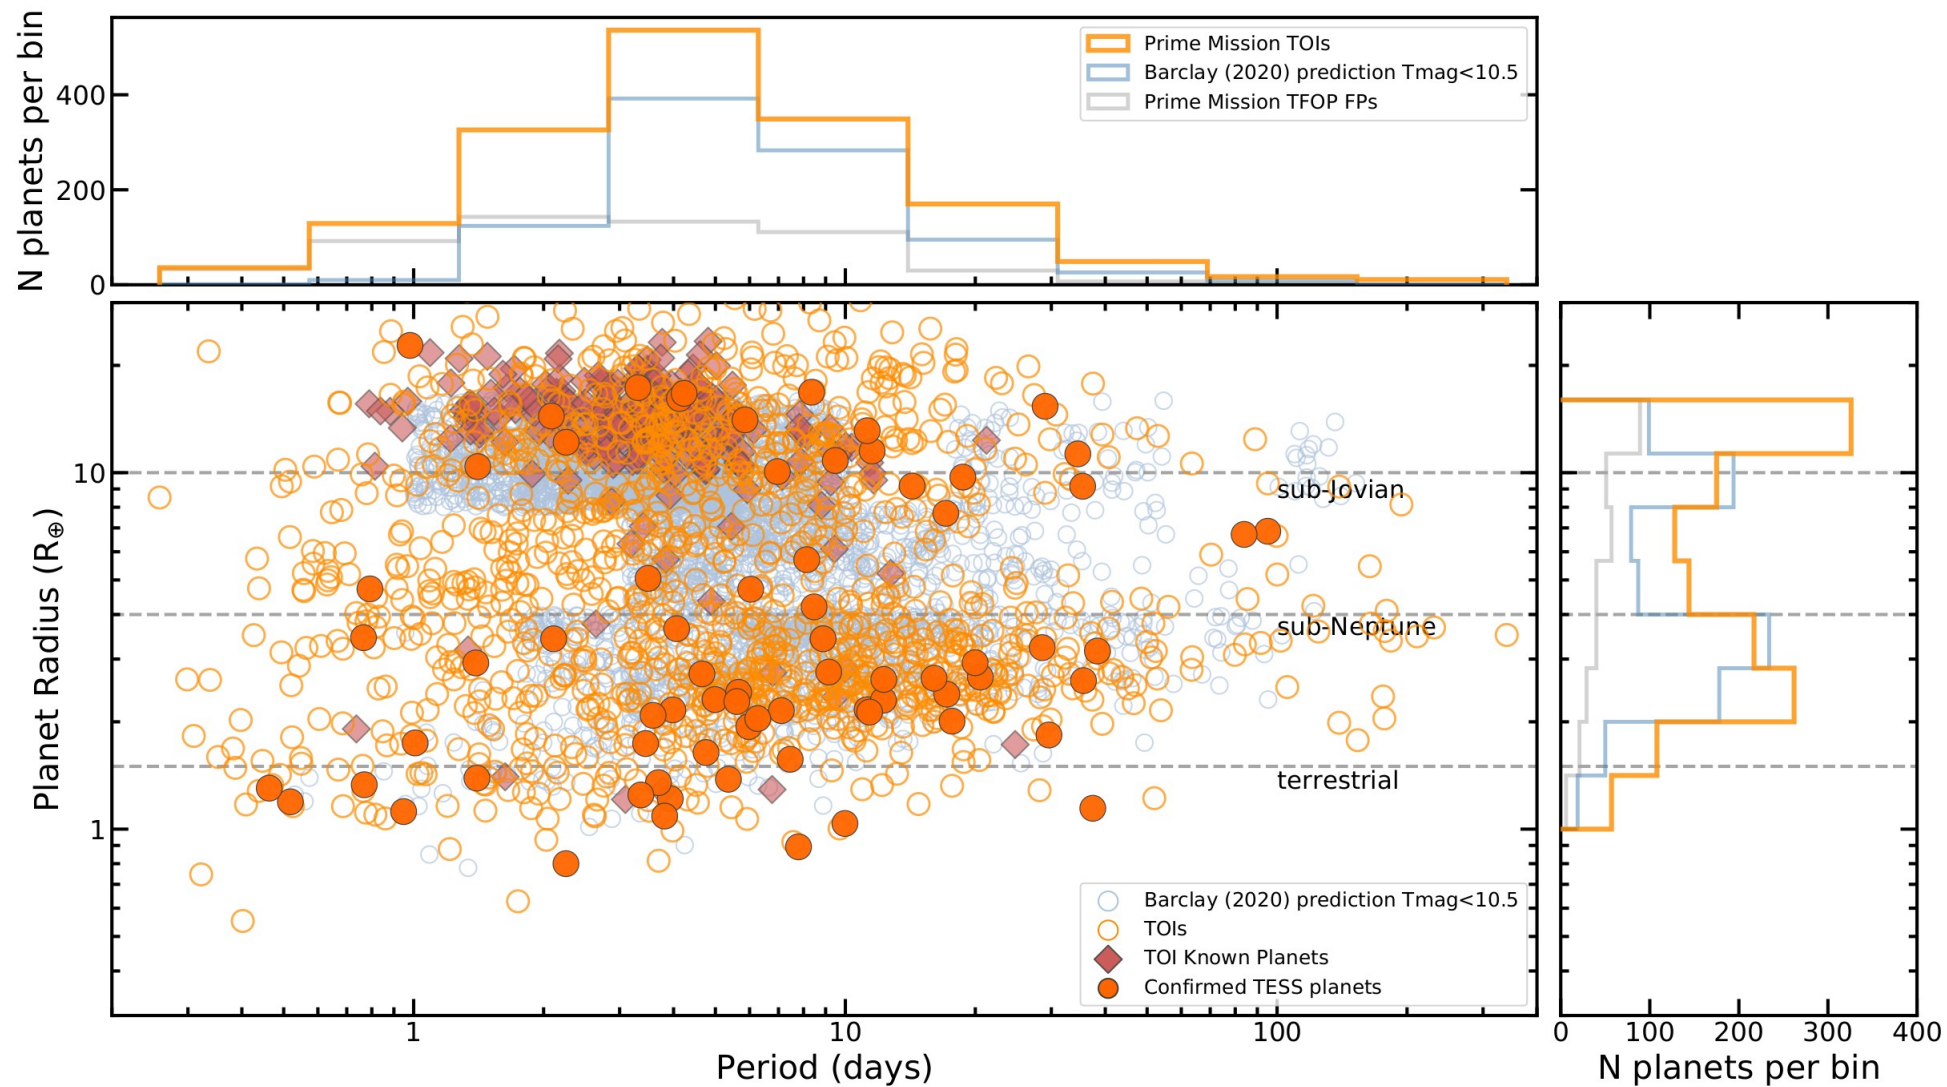 N planets per bin
400
200
0
Prime Mission TOIs
Barclay (2020) prediction Tmag<10.5
Prime Mission TFOP FPs
Planet Radius (R⊕)
10
1
sub-Jovian
sub-Neptune
terrestrial
Barclay (2020) prediction Tmag<10.5
TOIs
TOI Known Planets
Confirmed TESS planets
1 10 100
Period (days)
0 100 200 300 400
N planets per bin